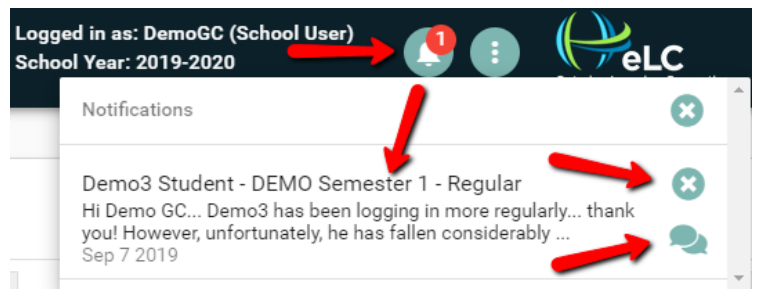 Logged in as: DemoGC (School User)
School Year: 2019-2020
1
eLC
Notifications
Demo3 Student - DEMO Semester 1 - Regular
Hi Demo GC... Demo3 has been logging in more regularly... thank
you! However, unfortunately, he has fallen considerably ...
Sep 7 2019